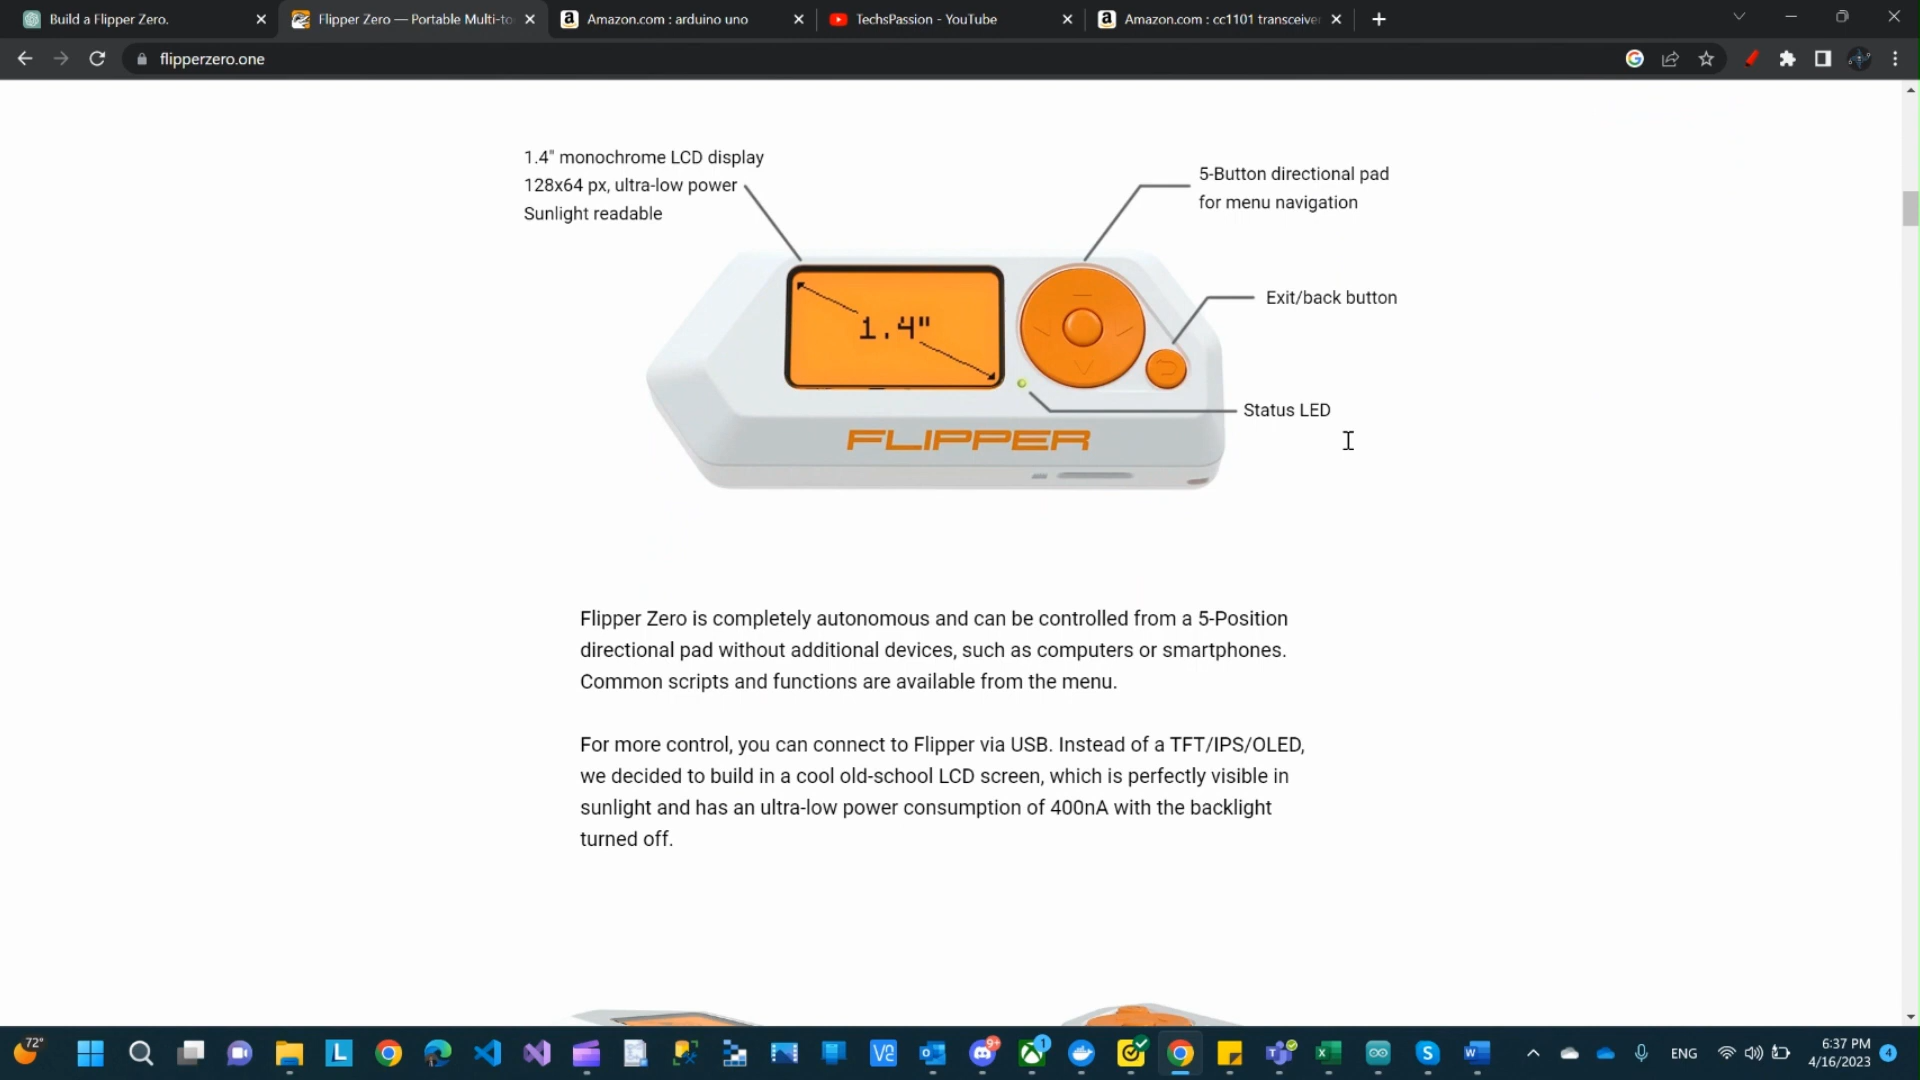 Build a Flipper Zero.
Flipper Zero — Portable Multi-to
Amazon.com : arduino uno
TechsPassion - YouTube
Amazon.com : cc1101 transceiver
flipperzero.one
1.4" monochrome LCD display
128x64 px, ultra-low power
Sunlight readable
5-Button directional pad
for menu navigation
Exit/back button
1.4"
Status LED
FLIPPER
Flipper Zero is completely autonomous and can be controlled from a 5-Position
directional pad without additional devices, such as computers or smartphones.
Common scripts and functions are available from the menu.
For more control, you can connect to Flipper via USB. Instead of a TFT/IPS/OLED,
we decided to build in a cool old-school LCD screen, which is perfectly visible in
sunlight and has an ultra-low power consumption of 400nA with the backlight
turned off.
72°
L
V2
9+
1
ENG
6:37 PM
4/16/2023
4